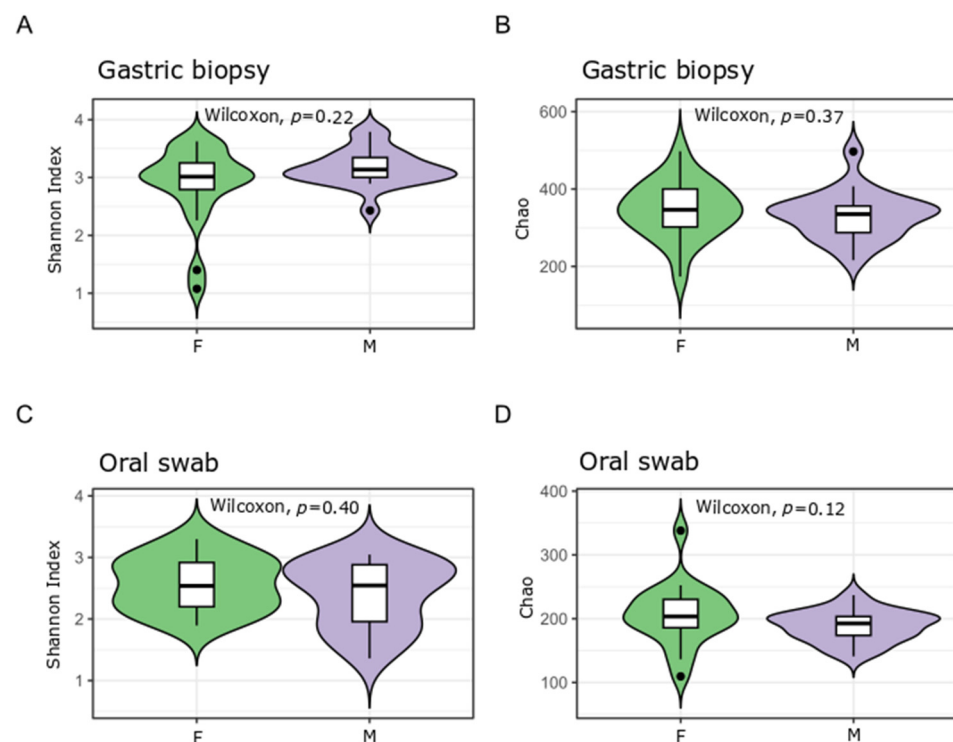 A
Gastric biopsy
Wilcoxon, p=0.22
4
3
2
1
Shannon Index
F
M
B
Gastric biopsy
Wilcoxon, p=0.37
600
400
200
Chao
F
M
C
Oral swab
Wilcoxon, p=0.40
4
3
2
1
Shannon Index
F
M
D
Oral swab
Wilcoxon, p=0.12
400
300
200
100
Chao
F
M